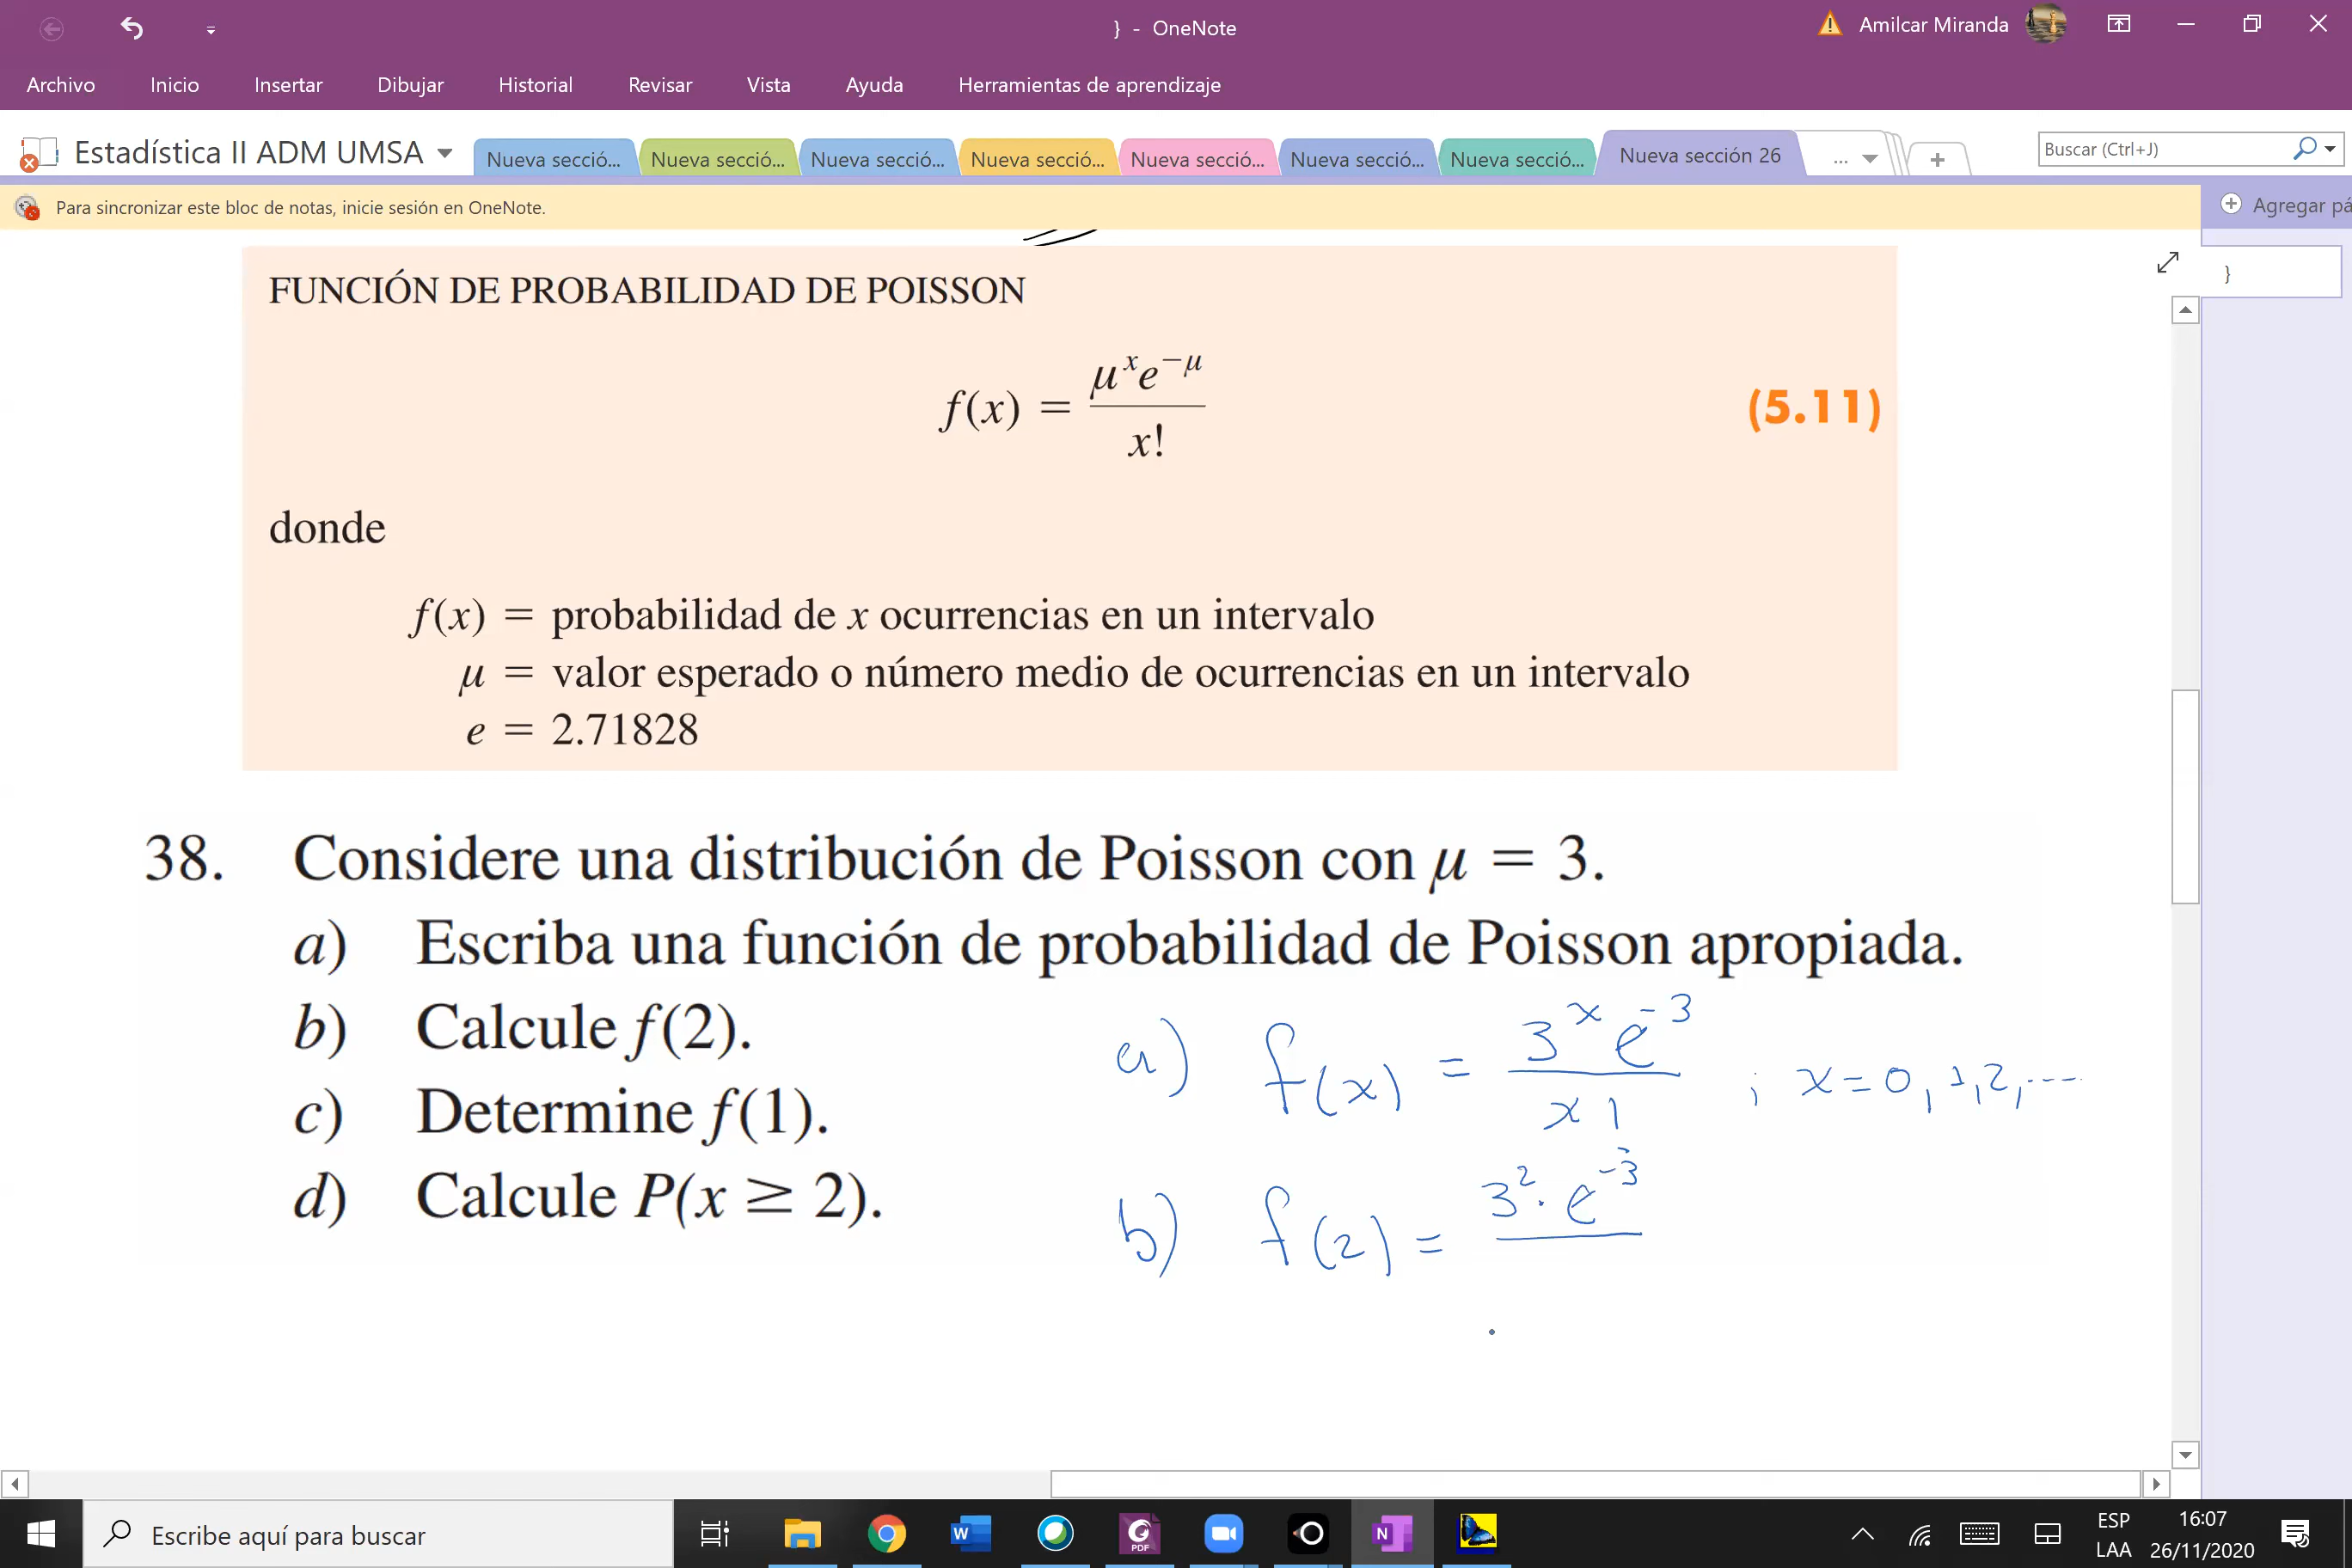 } - OneNote
Amilcar Miranda
Archivo Inicio Insertar Dibujar Historial Revisar Vista Ayuda Herramientas de aprendizaje
Estadística II ADM UMSA
Nueva secció... Nueva secció... Nueva secció... Nueva secció... Nueva secció... Nueva secció... Nueva secció... Nueva sección 26 ...
Buscar (Ctrl+J)
Para sincronizar este bloc de notas, inicie sesión en OneNote.
Agregar pá
}
FUNCIÓN DE PROBABILIDAD DE POISSON
f(x) = μ^x e^−μ / x! (5.11)
donde
f(x) = probabilidad de x ocurrencias en un intervalo
μ = valor esperado o número medio de ocurrencias en un intervalo
e = 2.71828
38. Considere una distribución de Poisson con μ = 3.
a) Escriba una función de probabilidad de Poisson apropiada.
b) Calcule f(2).
c) Determine f(1).
d) Calcule P(x ≥ 2).
a) f(x) = 3^x e^-3 / x! ; x=0,1,2,....
b) f(2) = 3^2 · e^-3
Escribe aquí para buscar
ESP
LAA
16:07
26/11/2020